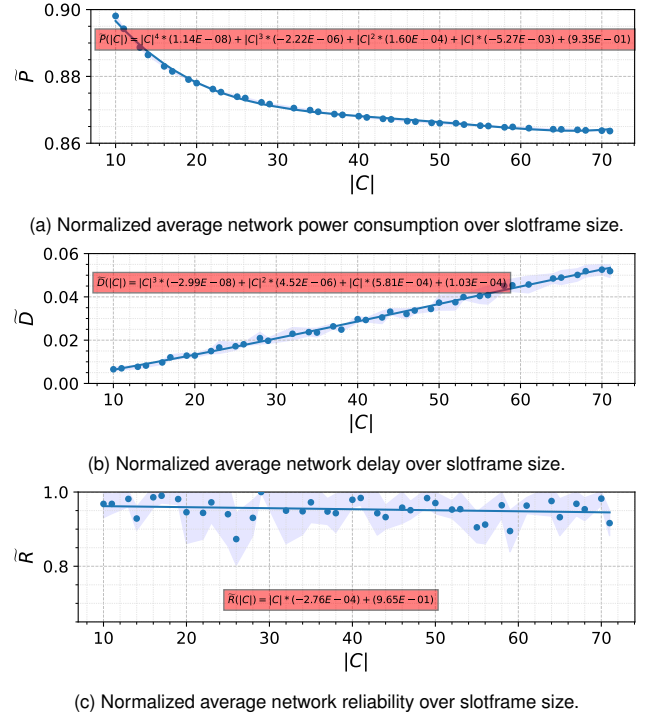 0.90
P̃(|C|) = |C|⁴ * (1.14E − 08) + |C|³ * (−2.22E − 06) + |C|² * (1.60E − 04) + |C| * (−5.27E − 03) + (9.35E − 01)
P̃
0.88
0.86
10 20 30 40 50 60 70
|C|
(a) Normalized average network power consumption over slotframe size.
0.06
D̃(|C|) = |C|³ * (−2.99E − 08) + |C|² * (4.52E − 06) + |C| * (5.81E − 04) + (1.03E − 04)
0.04
D̃
0.02
0.00
10 20 30 40 50 60 70
|C|
(b) Normalized average network delay over slotframe size.
1.0
R̃
0.8
R̃(|C|) = |C| * (−2.76E − 04) + (9.65E − 01)
10 20 30 40 50 60 70
|C|
(c) Normalized average network reliability over slotframe size.